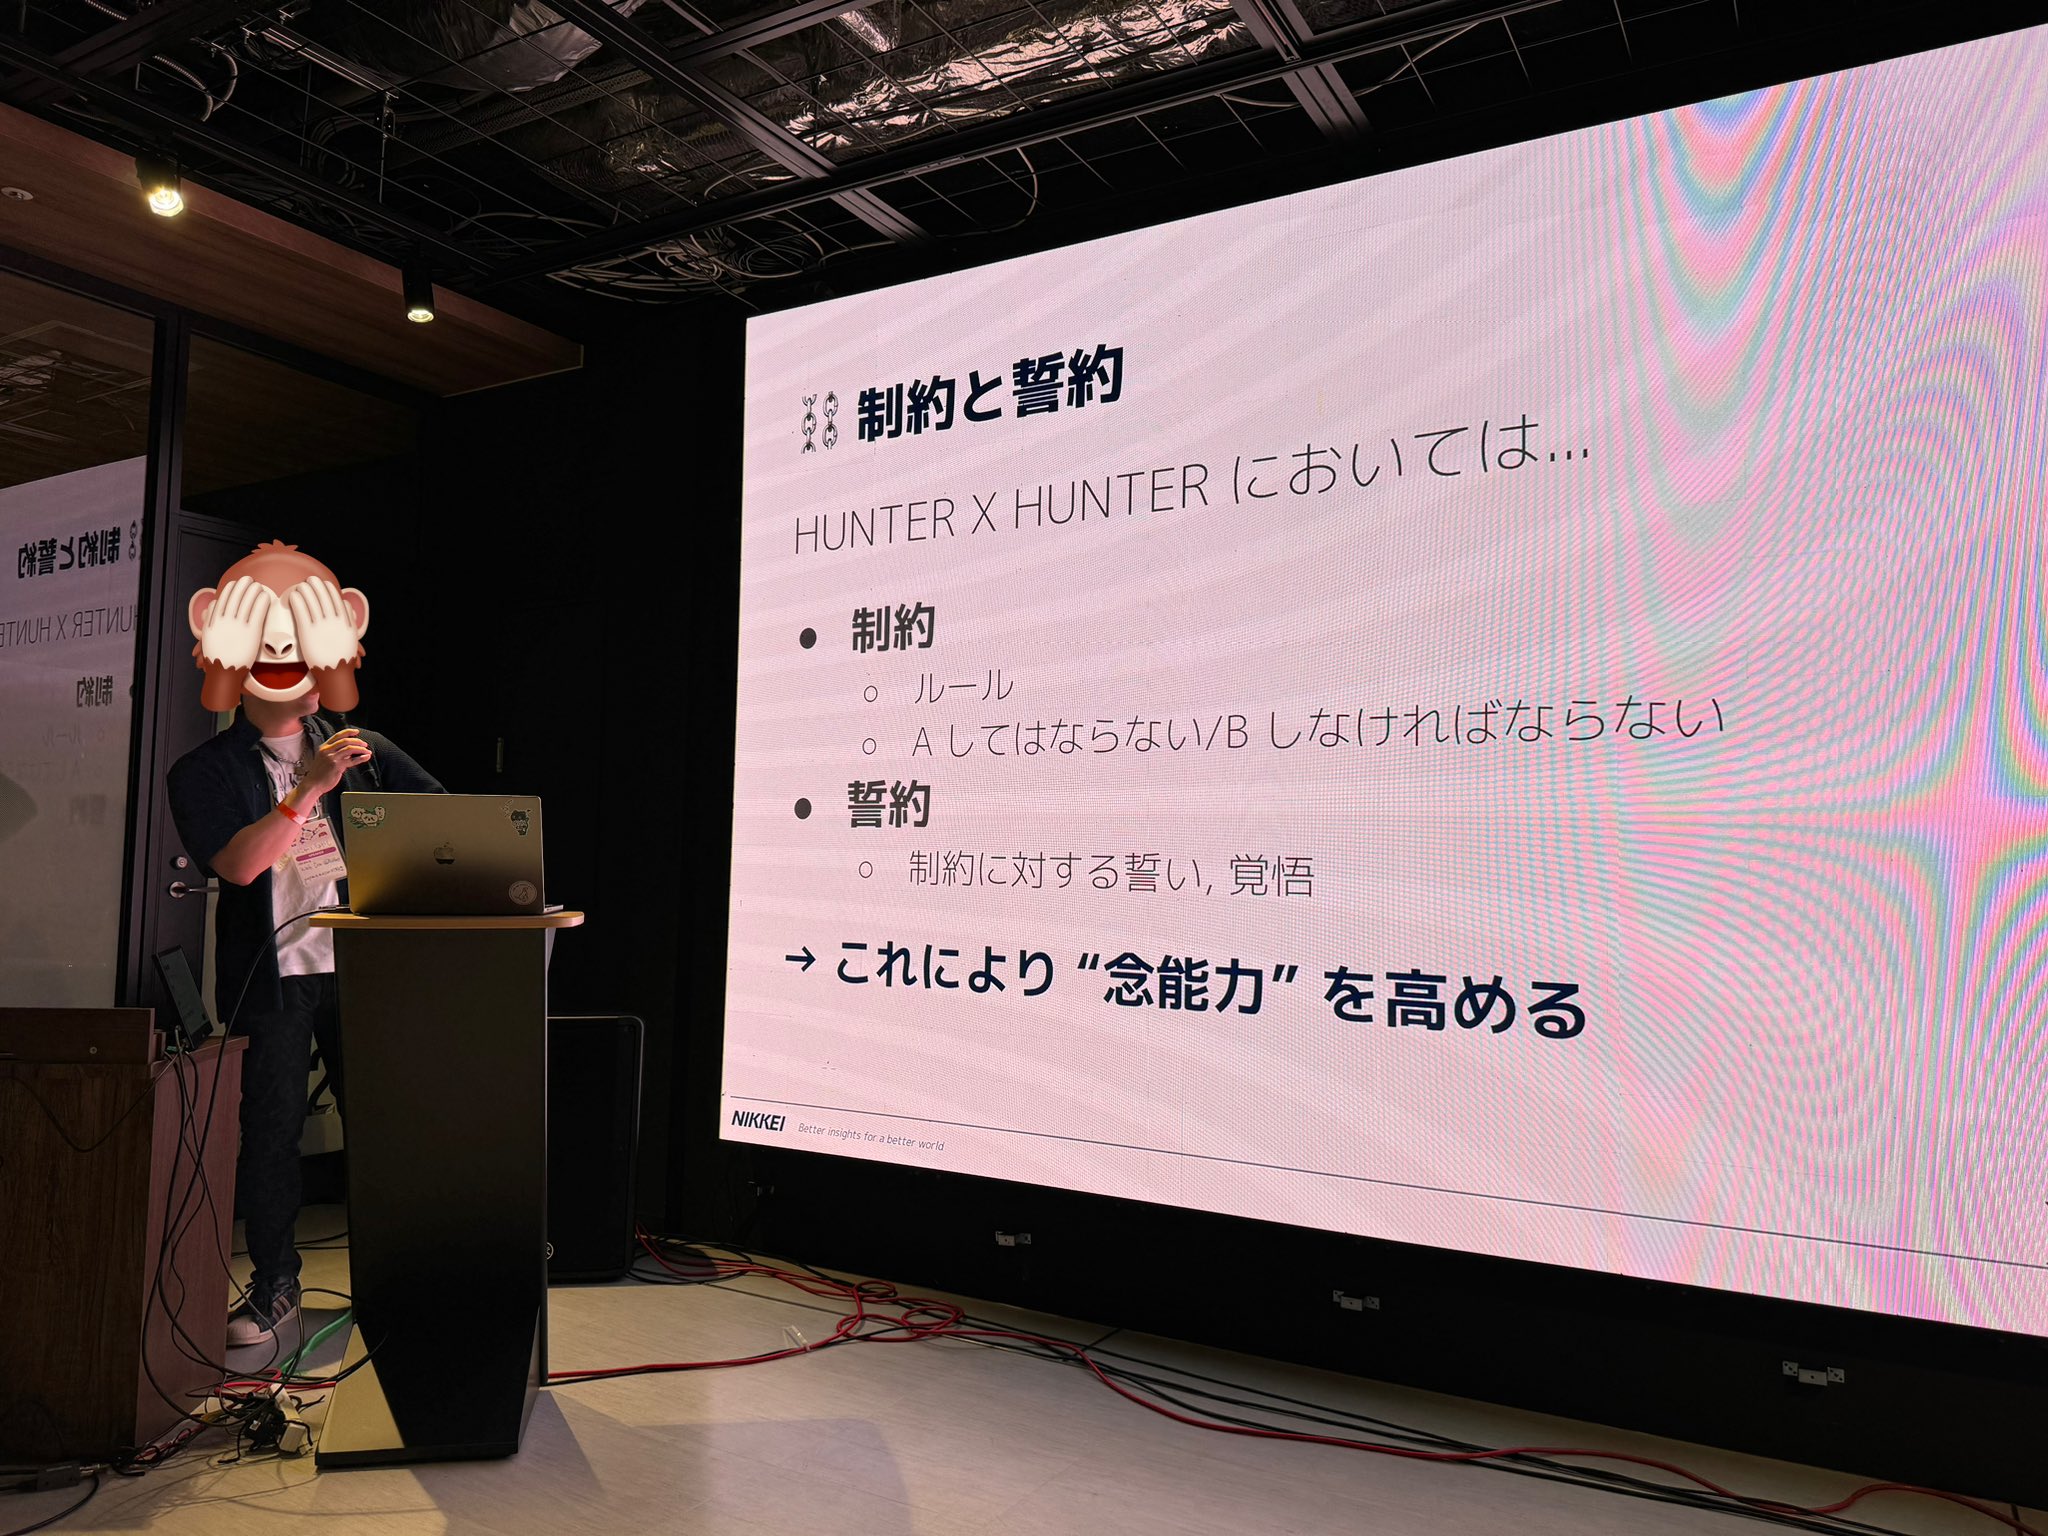 ⛓️ 制約と誓約
HUNTER X HUNTER においては...
● 制約
○ ルール
○ A してはならない/B しなければならない
● 誓約
○ 制約に対する誓い, 覚悟
→ これにより “念能力” を高める
NIKKEI Better insights for a better world